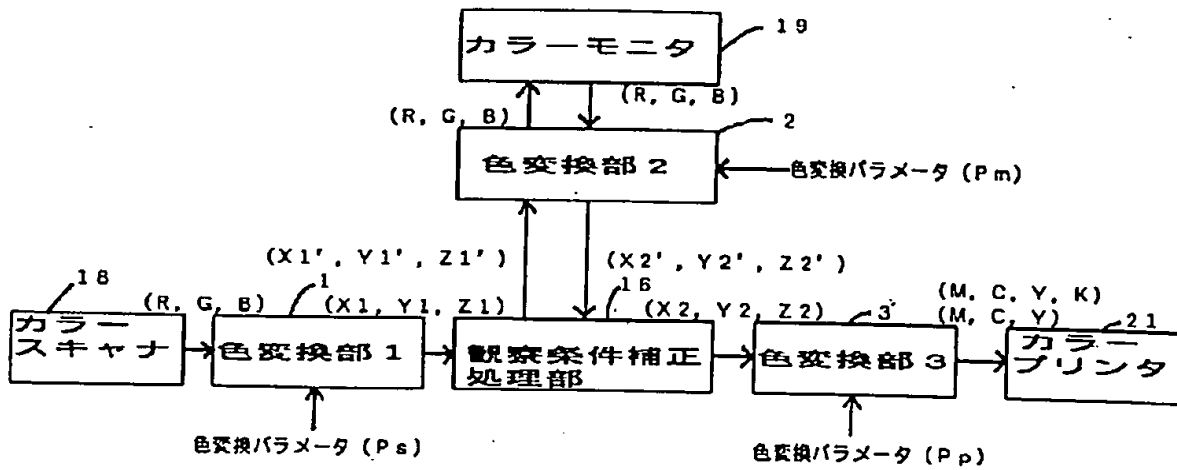 カラーモニタ
19
(R, G, B)
(R, G, B)
2
色変換部2
色変換パラメータ (Pm)
(X1', Y1', Z1')
(X2', Y2', Z2')
18
(R, G, B)
1
(X1, Y1, Z1)
16
(X2, Y2, Z2)
3
(M, C, Y, K)
(M, C, Y)
21
カラー
スキャナ
色変換部1
観察条件補正
処理部
色変換部3
カラー
プリンタ
色変換パラメータ (Ps)
色変換パラメータ (Pp)